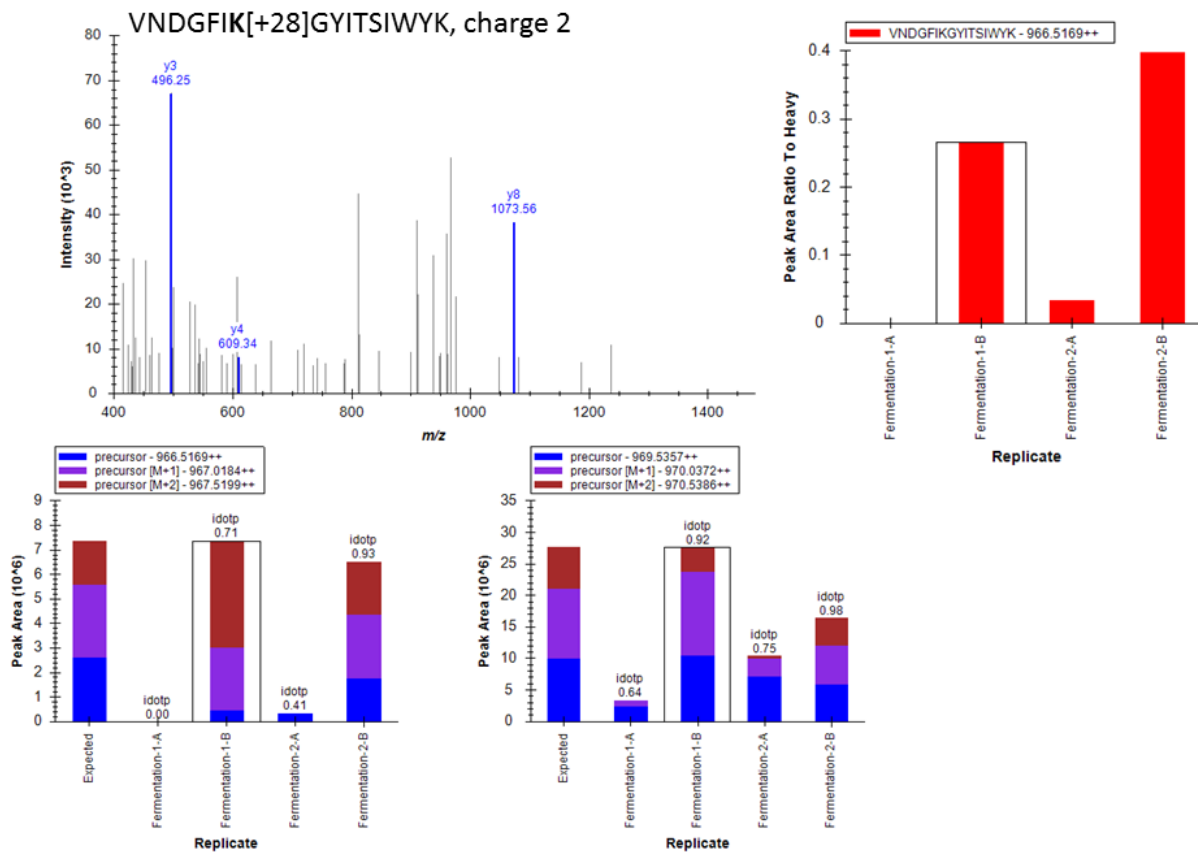 VNDGFIK[+28]GYITSIWYK, charge 2
y3
496.25
y4
609.34
y8
1073.56
Intensity (10^3)
80
70
60
50
40
30
20
10
0
400
600
800
1000
1200
1400
m/z
VNDGFIKGYITSIWYK - 966.5169++
Peak Area Ratio To Heavy
0.4
0.3
0.2
0.1
0
Fermentation-1-A
Fermentation-1-B
Fermentation-2-A
Fermentation-2-B
Replicate
precursor - 966.5169++
precursor [M+1] - 967.0184++
precursor [M+2] - 967.5199++
Peak Area (10^6)
9
8
7
6
5
4
3
2
1
0
idotp
0.00
idotp
0.71
idotp
0.41
idotp
0.93
Expected
Fermentation-1-A
Fermentation-1-B
Fermentation-2-A
Fermentation-2-B
Replicate
precursor - 969.5357++
precursor [M+1] - 970.0372++
precursor [M+2] - 970.5386++
Peak Area (10^6)
35
30
25
20
15
10
5
0
idotp
0.64
idotp
0.92
idotp
0.75
idotp
0.98
Expected
Fermentation-1-A
Fermentation-1-B
Fermentation-2-A
Fermentation-2-B
Replicate